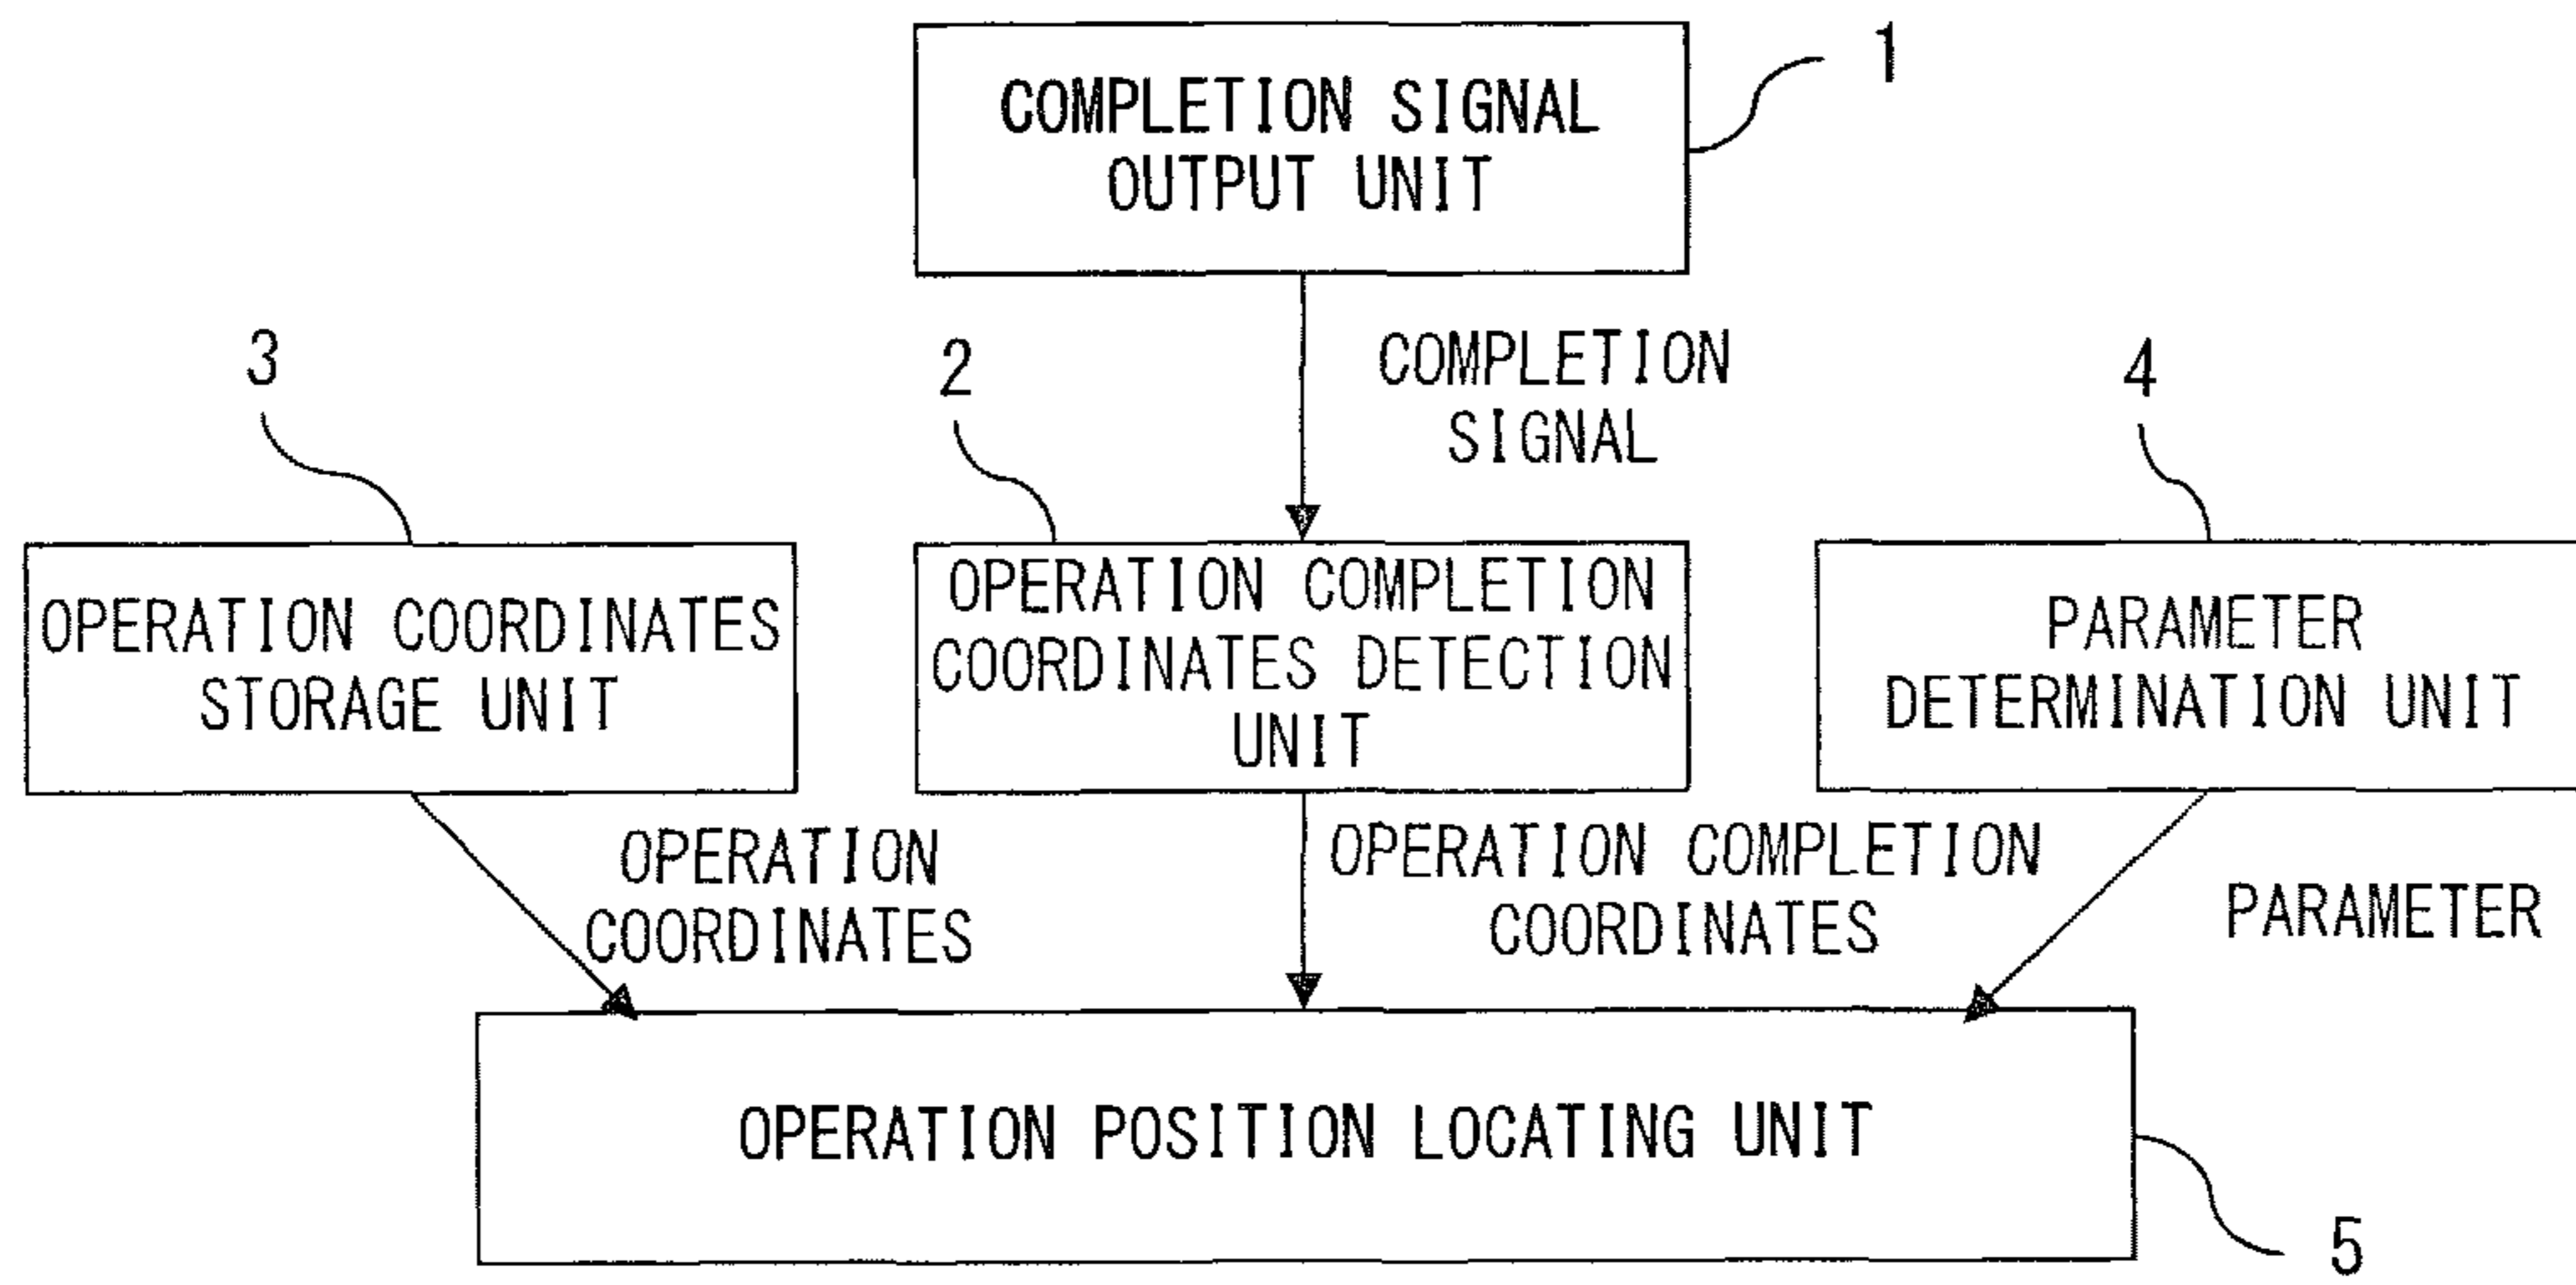 COMPLETION SIGNAL
OUTPUT UNIT
1
COMPLETION
SIGNAL
3
2
4
OPERATION COORDINATES
STORAGE UNIT
OPERATION COMPLETION
COORDINATES DETECTION
UNIT
PARAMETER
DETERMINATION UNIT
OPERATION
COORDINATES
OPERATION COMPLETION
COORDINATES
PARAMETER
OPERATION POSITION LOCATING UNIT
5